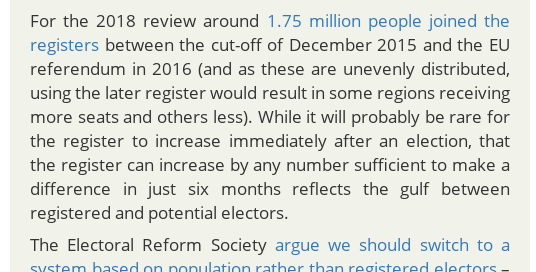 For the 2018 review around 1.75 million people joined the
registers between the cut-off of December 2015 and the EU
referendum in 2016 (and as these are unevenly distributed,
using the later register would result in some regions receiving
more seats and others less). While it will probably be rare for
the register to increase immediately after an election, that
the register can increase by any number sufficient to make a
difference in just six months reflects the gulf between
registered and potential electors.
The Electoral Reform Society argue we should switch to a
system based on population rather than registered electors –